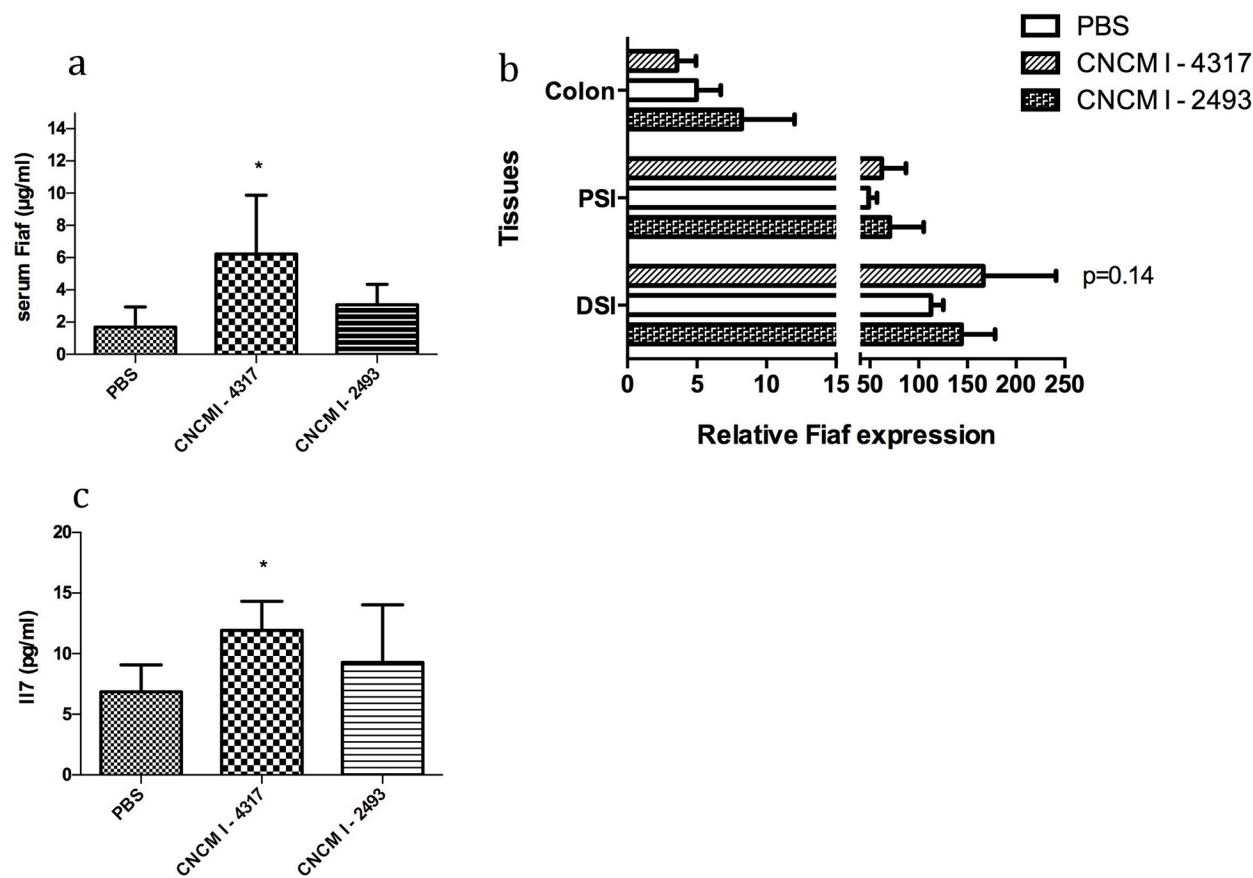 a
serum Fiaf (µg/ml)
14
12
10
8
6
4
2
0
*
PBS
CNCMI - 4317
CNCM I- 2493
b
PBS
CNCM I - 4317
CNCM I - 2493
Tissues
Colon
PSI
DSI
p=0.14
0 5 10 15 50 100 150 200 250
Relative Fiaf expression
c
Il7 (pg/ml)
20
15
10
5
0
*
PBS
CNCM I - 4317
CNCM I - 2493